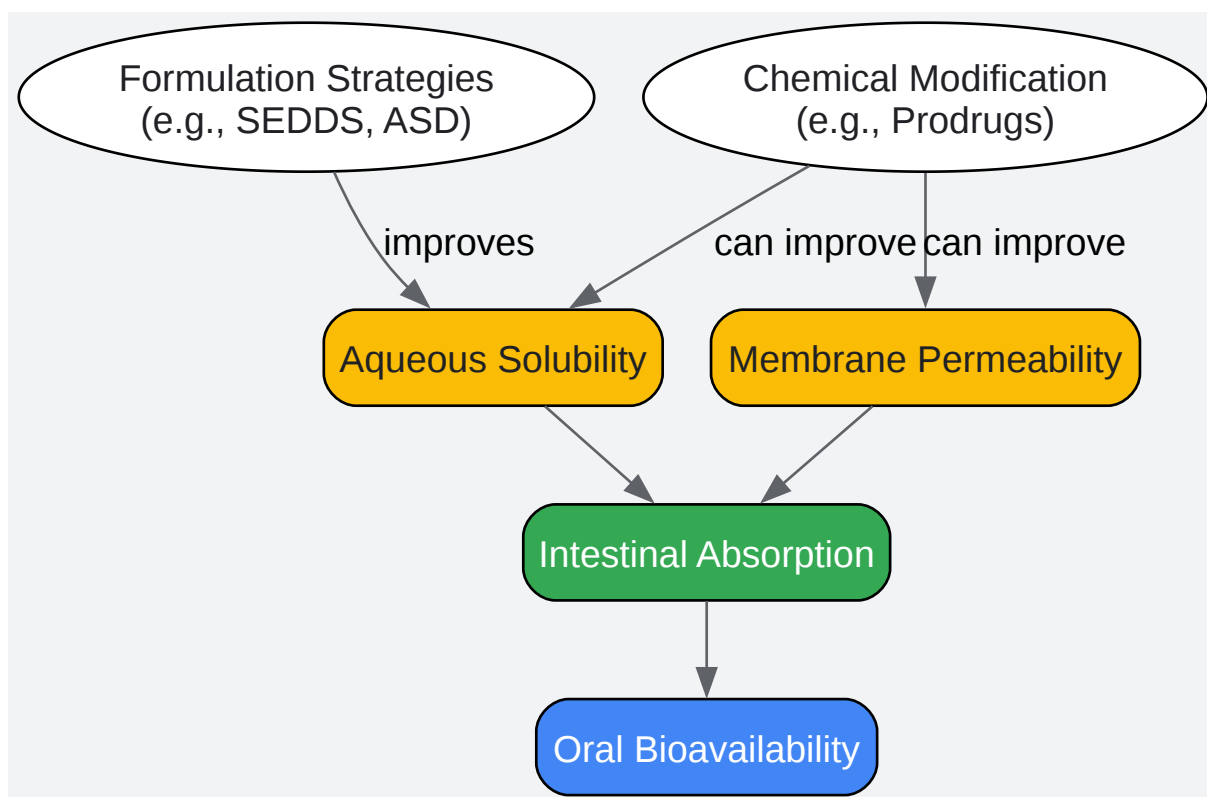 Formulation Strategies
(e.g., SEDDS, ASD)
Chemical Modification
(e.g., Prodrugs)
improves
can improve
can improve
Aqueous Solubility
Membrane Permeability
Intestinal Absorption
Oral Bioavailability